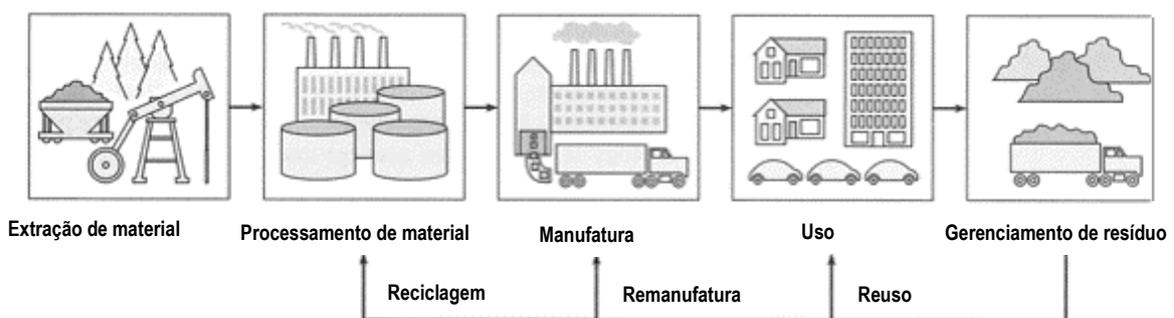 Extração de material
Processamento de material
Manufatura
Uso
Gerenciamento de resíduo
Reciclagem
Remanufatura
Reuso